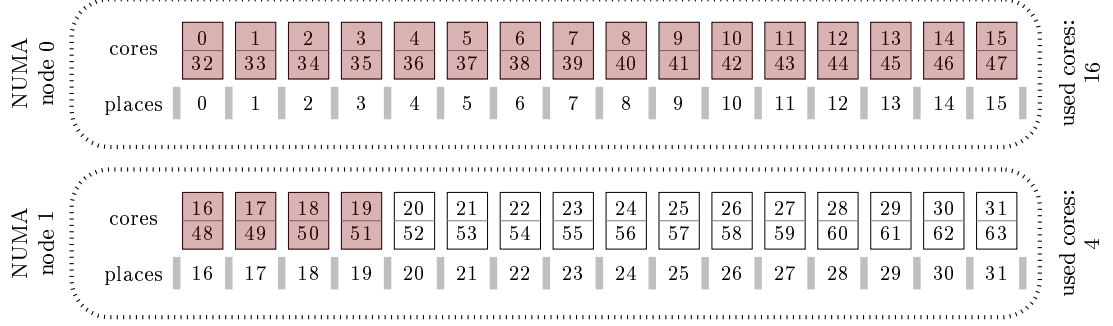 NUMA
node 0
cores
0 1 2 3 4 5 6 7 8 9 10 11 12 13 14 15
32 33 34 35 36 37 38 39 40 41 42 43 44 45 46 47
places 0 1 2 3 4 5 6 7 8 9 10 11 12 13 14 15
used cores:
16
NUMA
node 1
cores
16 17 18 19 20 21 22 23 24 25 26 27 28 29 30 31
48 49 50 51 52 53 54 55 56 57 58 59 60 61 62 63
places 16 17 18 19 20 21 22 23 24 25 26 27 28 29 30 31
used cores:
4